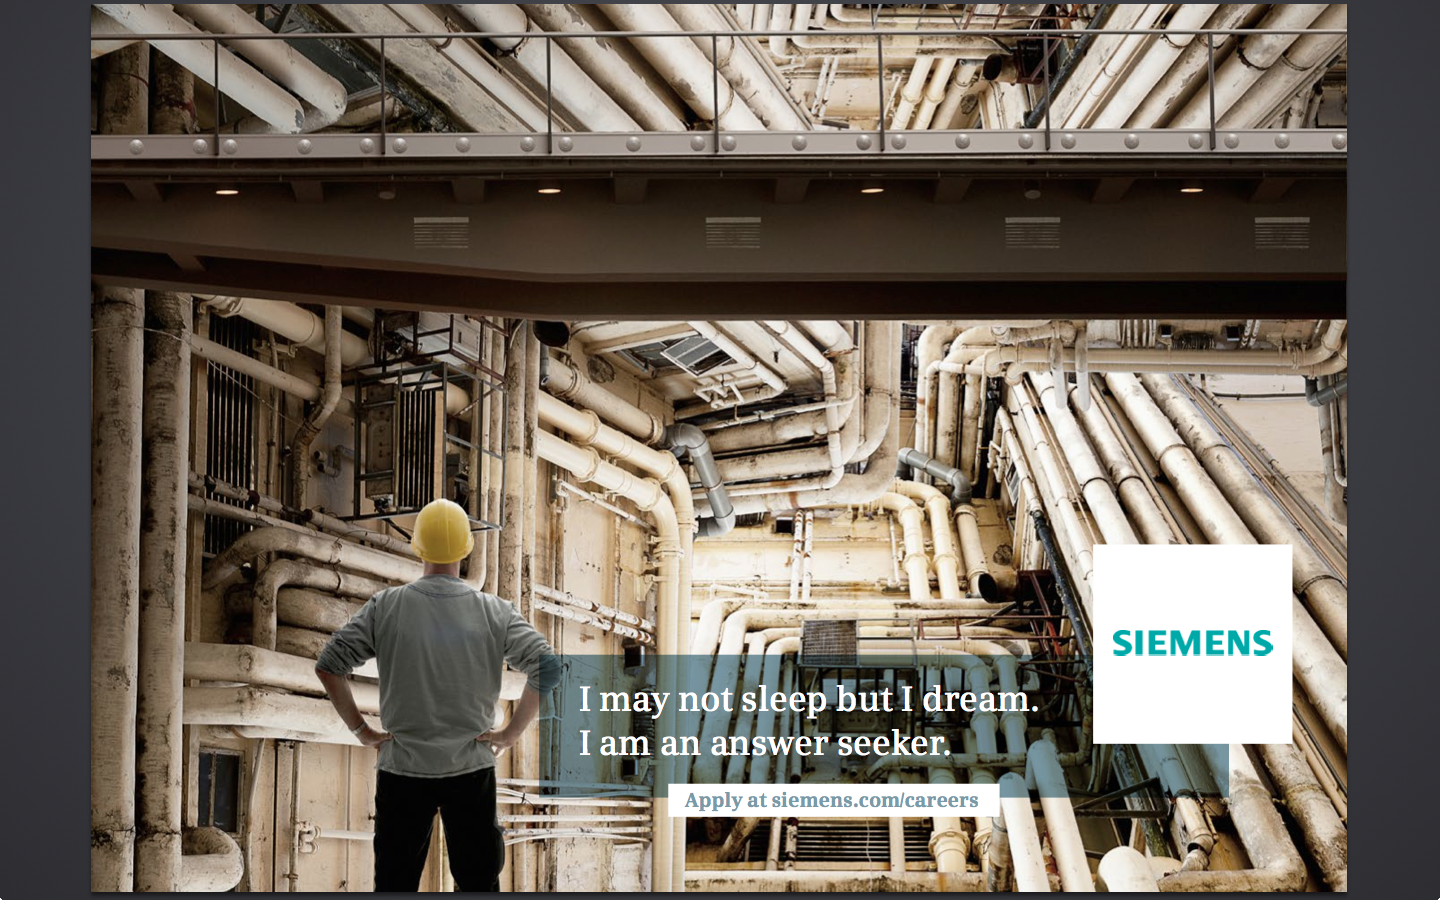 SIEMENS
I may not sleep but I dream.
I am an answer seeker.
Apply at siemens.com/careers